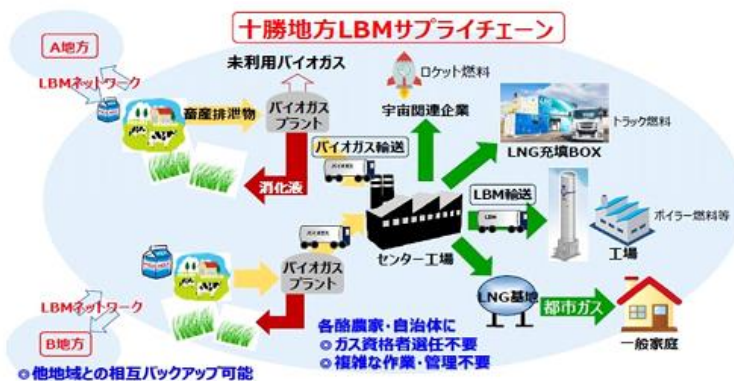 十勝地方LBMサプライチェーン
A地方
LBMネットワーク
未利用バイオガス
ロケット燃料
宇宙関連企業
畜産排泄物
バイオガス
プラント
バイオガス輸送
トラック燃料
LNG充填BOX
消化液
LBM輸送
LBM
ボイラー燃料等
工場
センター工場
バイオガス
プラント
LNG基地
都市ガス
一般家庭
LBMネットワーク
B地方
各酪農家・自治体に
◎ガス資格者選任不要
◎複雑な作業・管理不要
◎他地域との相互バックアップ可能